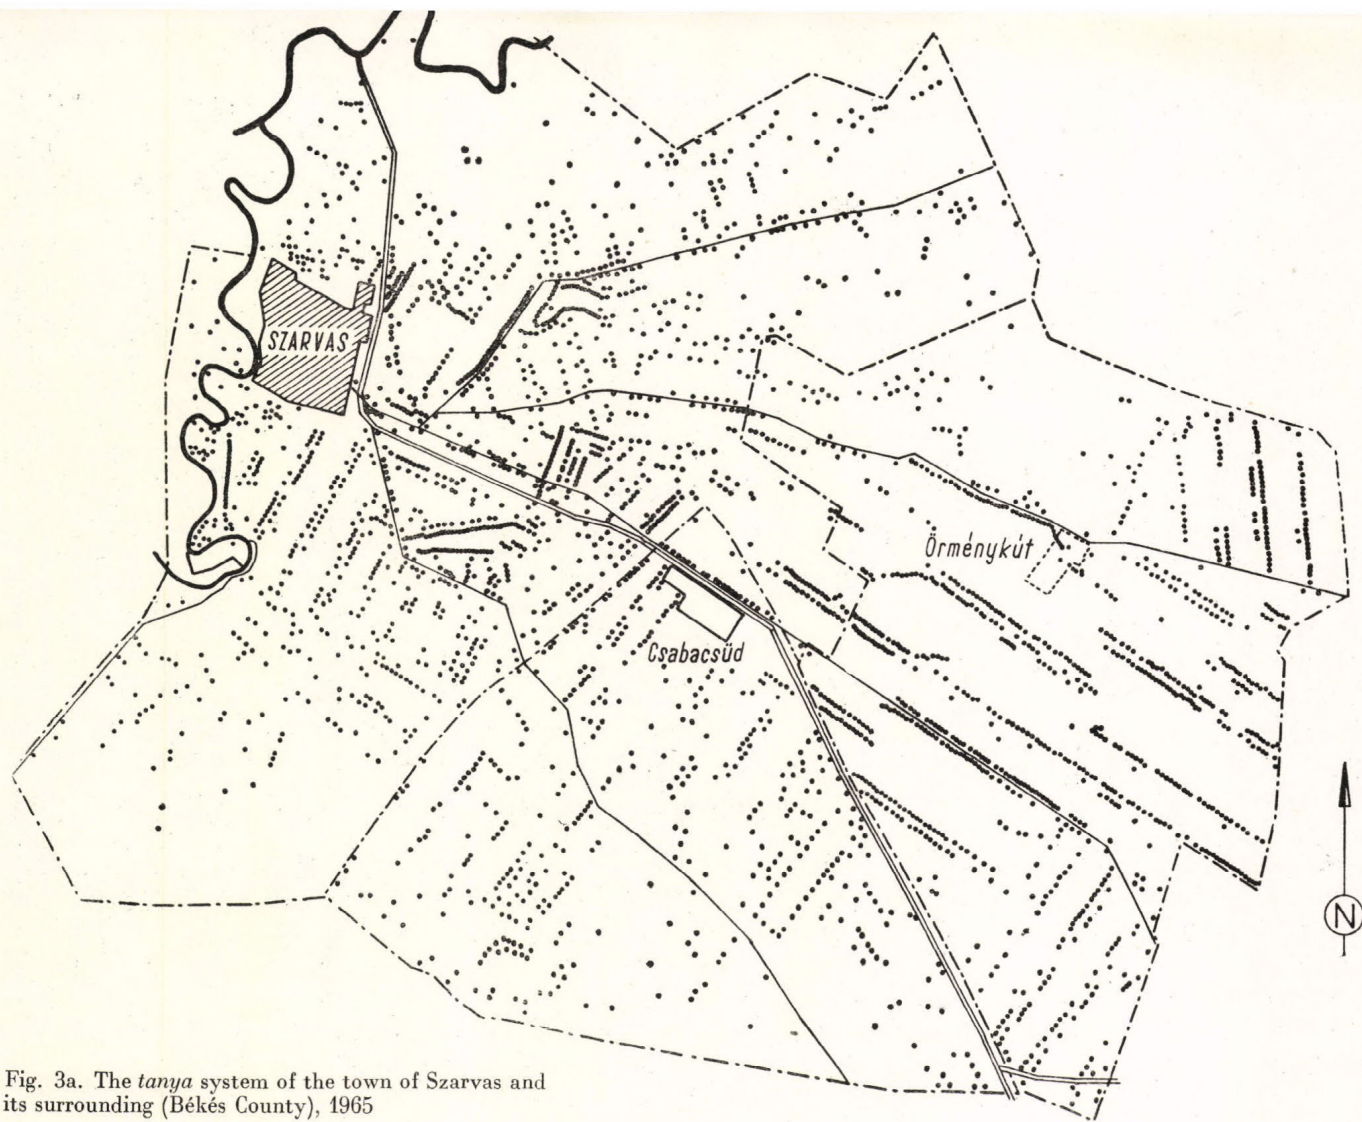 SZARVAS
Örménykút
Csabacsüd
N
Fig. 3a. The tanya system of the town of Szarvas and
its surrounding (Békés County), 1965